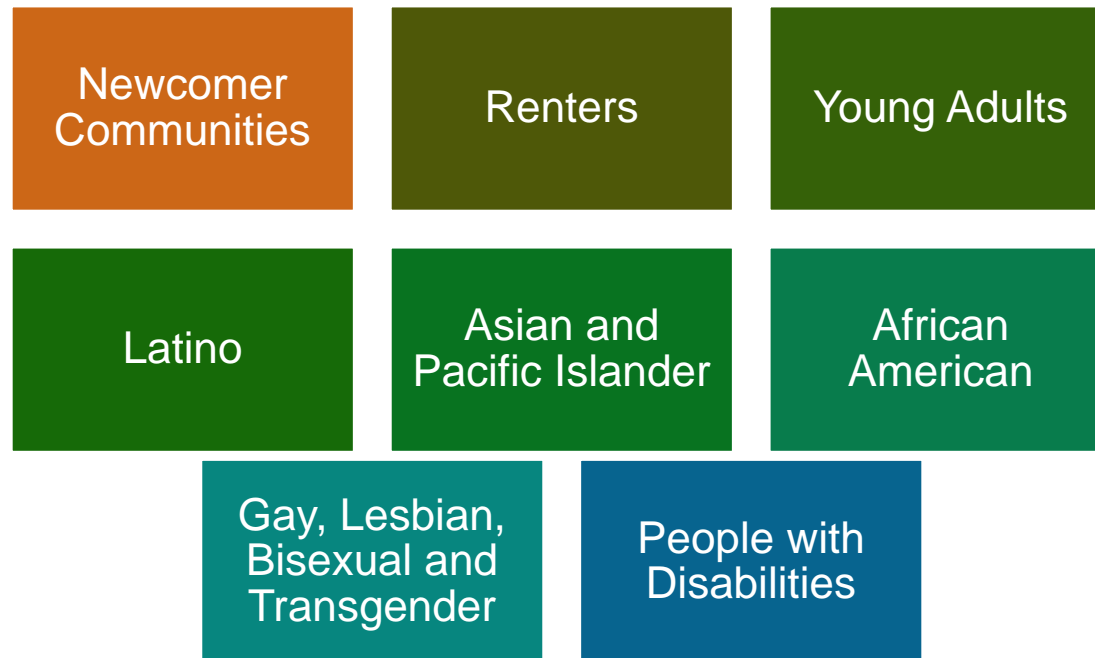 Newcomer
Communities
Renters
Young Adults
Latino
Asian and
Pacific Islander
African
American
Gay, Lesbian,
Bisexual and
Transgender
People with
Disabilities